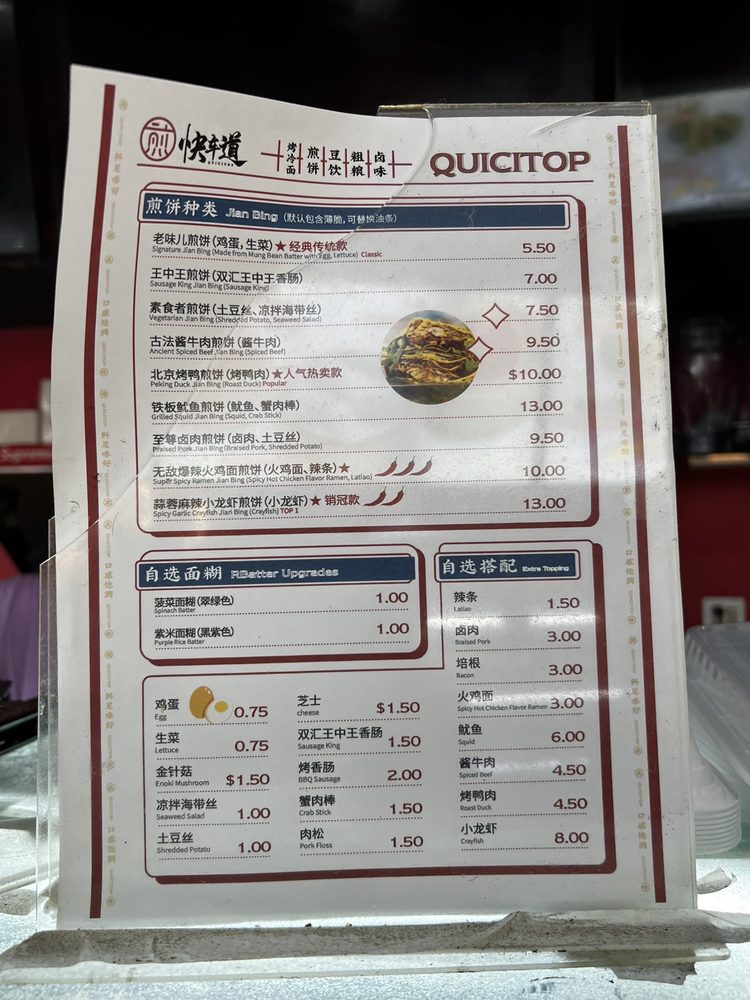 煎 快车道 QUICITOP 烤冷面 煎饼 豆饮 粗粮 卤味 QUICITOP
煎饼种类 Jian Bing (默认包含薄脆,可替换油条)
老味儿煎饼(鸡蛋,生菜)★经典传统款 5.50
Signature Jian Bing (Made from Mung Bean Batter with Egg, Lettuce) Classic
王中王煎饼(双汇王中王香肠) 7.00
Sausage King Jian Bing (Sausage King)
素食者煎饼(土豆丝、凉拌海带丝) 7.50
Vegetarian Jian Bing (Shredded Potato, Seaweed Salad)
古法酱牛肉煎饼(酱牛肉) 9.50
Ancient Spiced Beef Jian Bing (Spiced Beef)
北京烤鸭煎饼(烤鸭肉)★人气热卖款 $10.00
Peking Duck Jian Bing (Roast Duck) Popular
铁板鱿鱼煎饼(鱿鱼、蟹肉棒) 13.00
Grilled Squid Jian Bing (Squid, Crab Stick)
至尊卤肉煎饼(卤肉、土豆丝) 9.50
Praised Pork Jian Bing (Braised Pork, Shredded Potato)
无敌爆辣火鸡面煎饼(火鸡面、辣条)★ 10.00
Super Spicy Ramen Jian Bing (Spicy Hot Chicken Flavor Ramen, Latiao)
蒜蓉麻辣小龙虾煎饼(小龙虾)★ 销冠款 13.00
Spicy Garlic Crayfish Jian Bing (Crayfish) TOP 1
自选面糊 RBatter Upgrades
菠菜面糊(翠绿色) 1.00
Spinach Batter
紫米面糊(黑紫色) 1.00
Purple Rice Batter
自选搭配 Extra Topping
辣条 1.50
Latiao
卤肉 3.00
Braised Pork
培根 3.00
Bacon
火鸡面 3.00
Spicy Hot Chicken Flavor Ramen
鱿鱼 6.00
Squid
酱牛肉 4.50
Spiced Beef
烤鸭肉 4.50
Roast Duck
小龙虾 8.00
Crayfish
鸡蛋 0.75
Egg
生菜 0.75
Lettuce
金针菇 $1.50
Enoki Mushroom
凉拌海带丝 1.00
Seaweed Salad
土豆丝 1.00
Shredded Potato
芝士 $1.50
cheese
双汇王中王香肠 1.50
Sausage King
烤香肠 2.00
BBQ Sausage
蟹肉棒 1.50
Crab Stick
肉松 1.50
Pork Floss